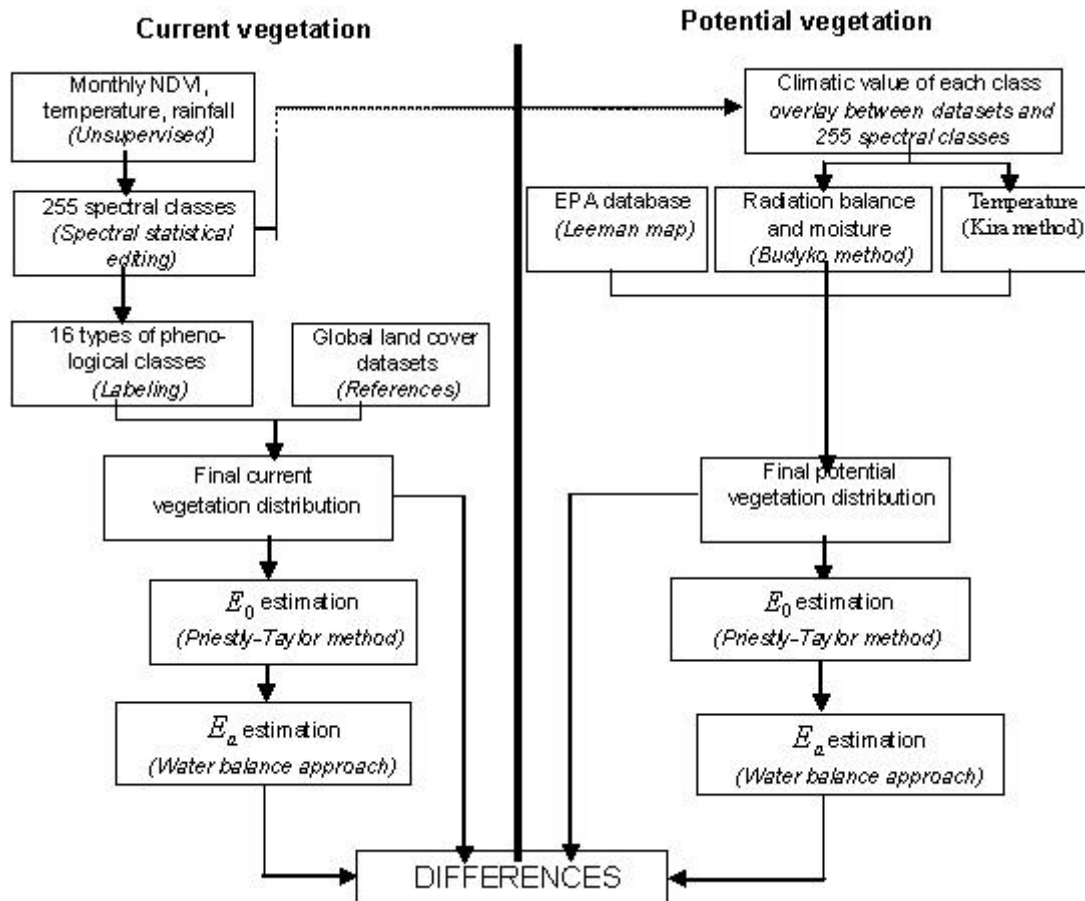 Current vegetation
Monthly NDVI,
temperature, rainfall
(Unsupervised)
255 spectral classes
(Spectral statistical
editing)
16 types of pheno-
logical classes
(Labeling)
Global land cover
datasets
(References)
Final current
vegetation distribution
E0 estimation
(Priestly-Taylor method)
Ea estimation
(Water balance approach)
Potential vegetation
Climatic value of each class
overlay between datasets and
255 spectral classes
EPA database
(Leeman map)
Radiation balance
and moisture
(Budyko method)
Temperature
(Kira method)
Final potential
vegetation distribution
E0 estimation
(Priestly-Taylor method)
Ea estimation
(Water balance approach)
DIFFERENCES